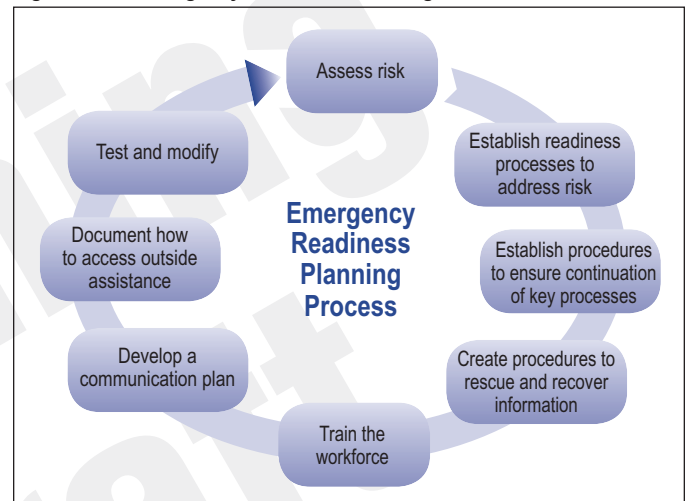 Assess risk
Establish readiness
processes to
address risk
Establish procedures
to ensure continuation
of key processes
Create procedures to
rescue and recover
information
Train the
workforce
Develop a
communication plan
Document how
to access outside
assistance
Test and modify
Emergency
Readiness
Planning
Process